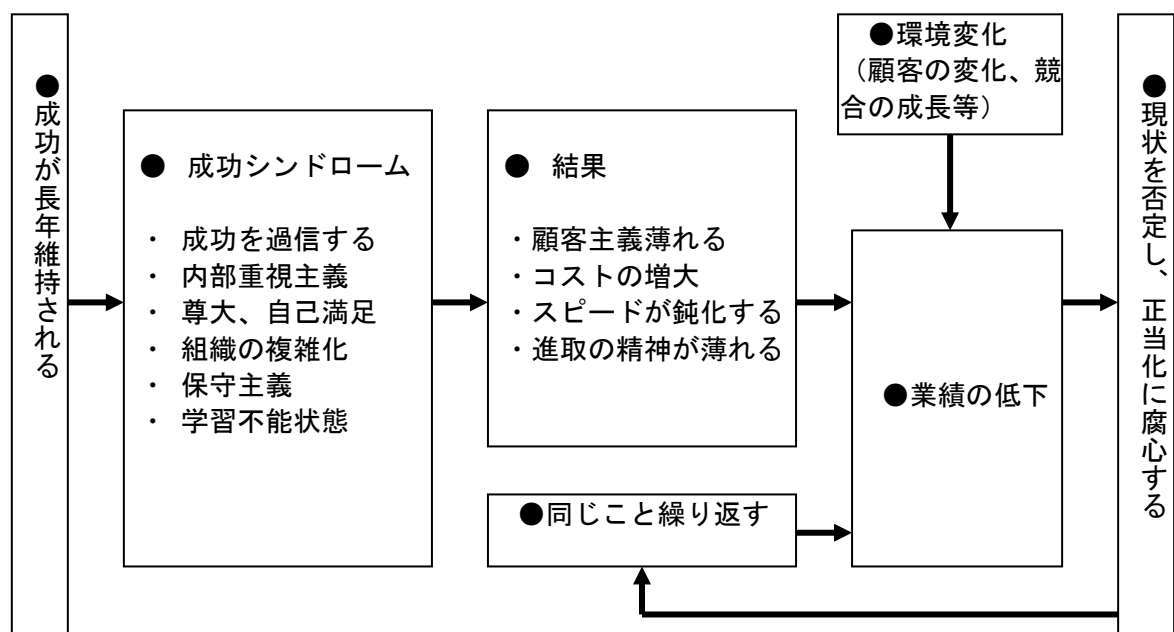 ●成功が長年維持される
● 成功シンドローム
・ 成功を過信する
・ 内部重視主義
・ 尊大、自己満足
・ 組織の複雑化
・ 保守主義
・ 学習不能状態
● 結果
・顧客主義薄れる
・コストの増大
・スピードが鈍化する
・進取の精神が薄れる
●同じこと繰り返す
●環境変化
（顧客の変化、競
合の成長等）
●業績の低下
●現状を否定し、正当化に腐心する